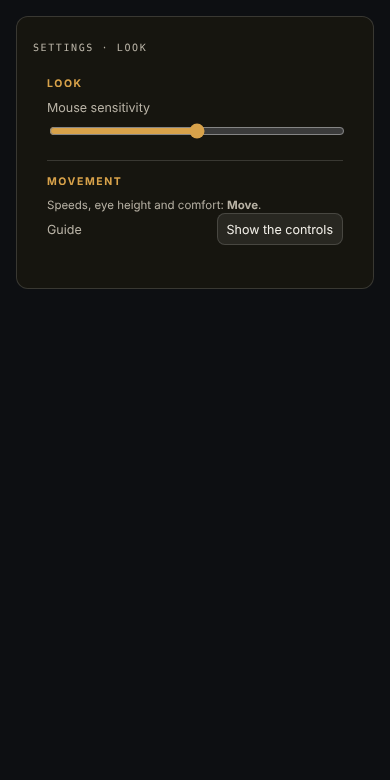 SETTINGS · LOOK
LOOK
Mouse sensitivity
MOVEMENT
Speeds, eye height and comfort: Move.
Guide
Show the controls